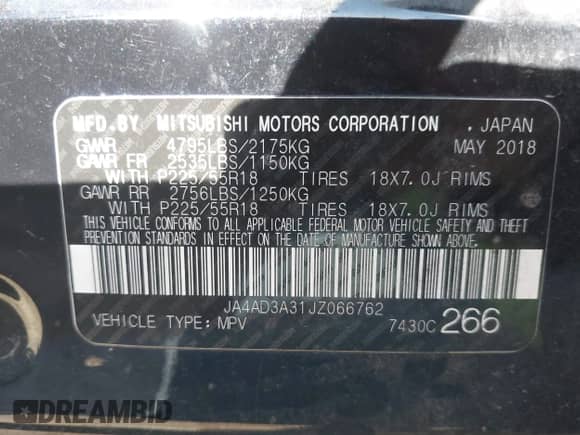 MFD.BY MITSUBISHI MOTORS CORPORATION , JAPAN
GVWR 4795LBS/2175KG MAY 2018
GAWR FR 2535LBS/1150KG
WITH P225/55R18 TIRES 18X7.0J RIMS
GAWR RR 2756LBS/1250KG
WITH P225/55R18 TIRES 18X7.0J RIMS
THIS VEHICLE CONFORMS TO ALL APPLICABLE FEDERAL MOTOR VEHICLE SAFETY AND THEFT
PREVENTION STANDARDS IN EFFECT ON THE DATE OF MANUFACTURE SHOWN ABOVE.
JA4AD3A31JZ066762
VEHICLE TYPE: MPV 7430C 266
DREAMBID